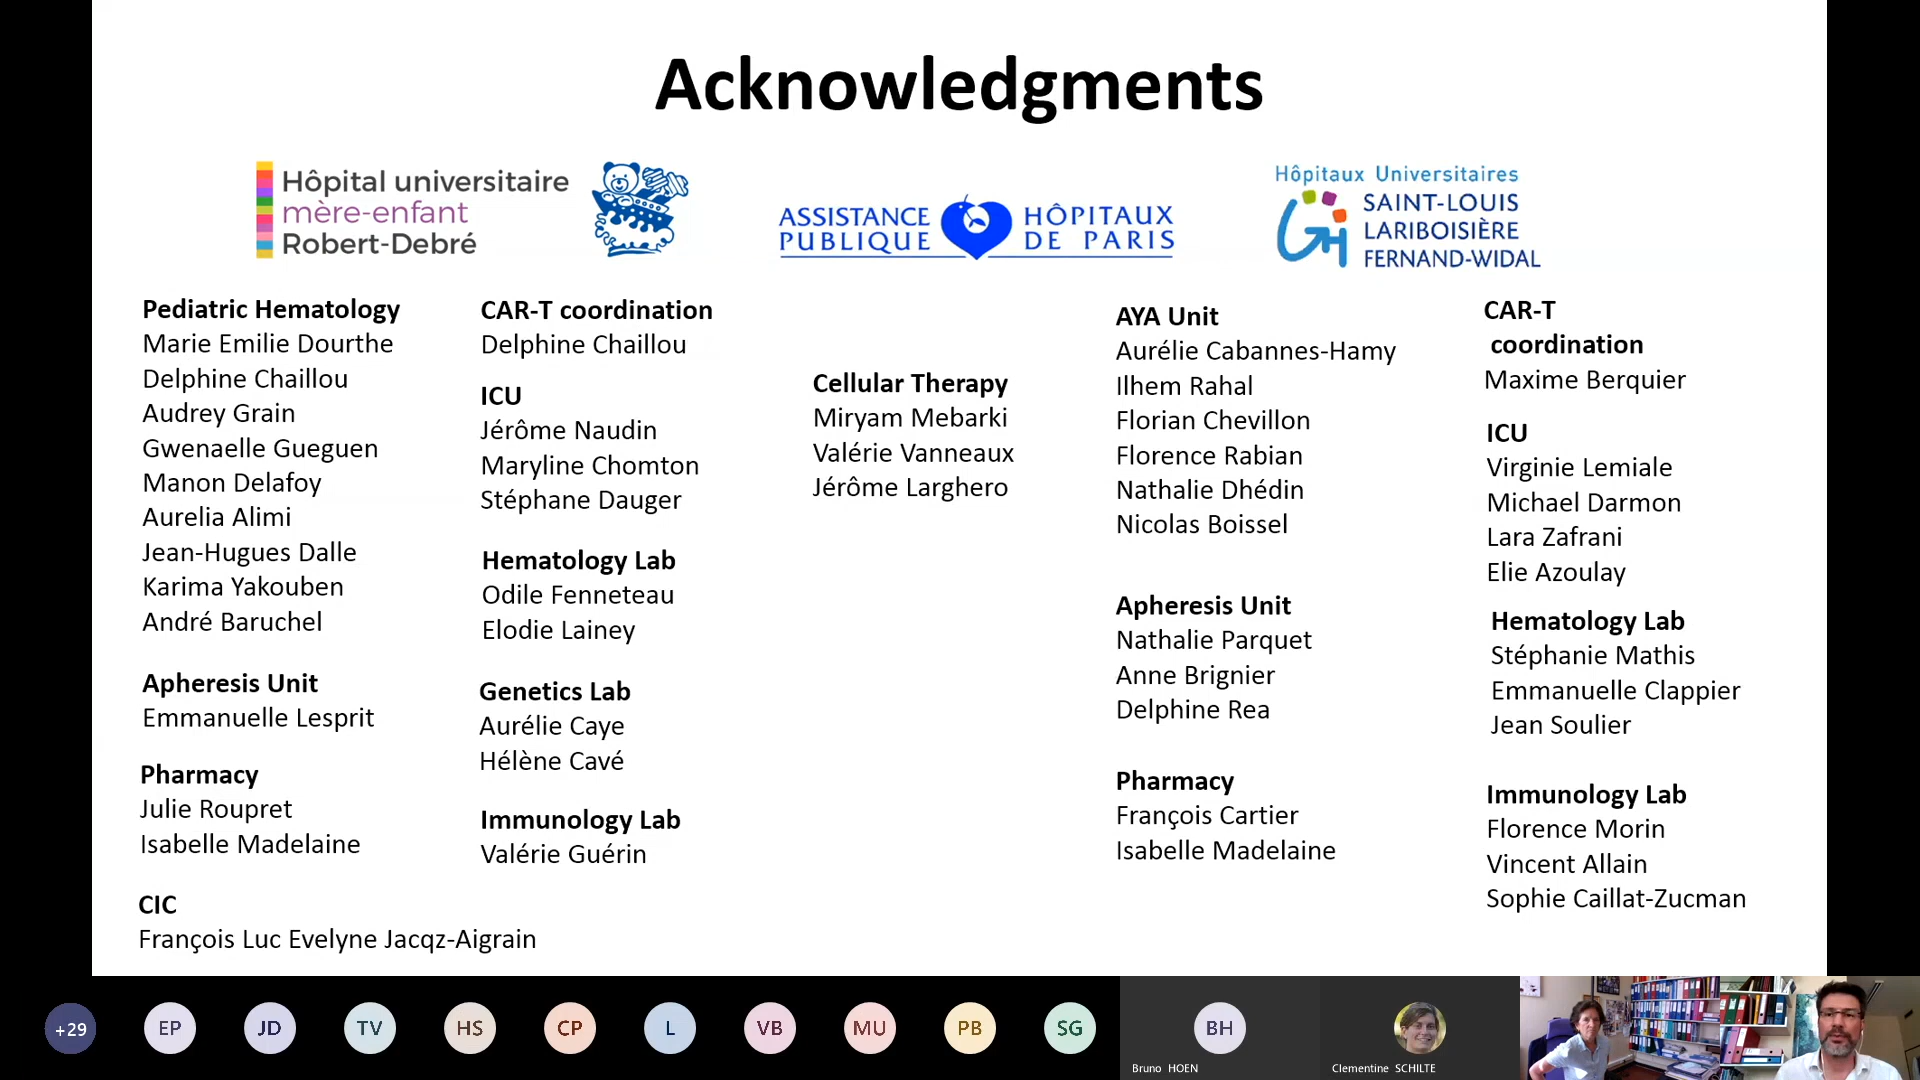 Acknowledgments
Hôpital universitaire
mère-enfant
Robert-Debré
ASSISTANCE PUBLIQUE HÔPITAUX DE PARIS
Hôpitaux Universitaires
SAINT-LOUIS
LARIBOISIÈRE
FERNAND-WIDAL
Pediatric Hematology
Marie Emilie Dourthe
Delphine Chaillou
Audrey Grain
Gwenaelle Gueguen
Manon Delafoy
Aurelia Alimi
Jean-Hugues Dalle
Karima Yakouben
André Baruchel
Apheresis Unit
Emmanuelle Lesprit
Pharmacy
Julie Roupret
Isabelle Madelaine
CIC
François Luc Evelyne Jacqz-Aigrain
CAR-T coordination
Delphine Chaillou
ICU
Jérôme Naudin
Maryline Chomton
Stéphane Dauger
Hematology Lab
Odile Fenneteau
Elodie Lainey
Genetics Lab
Aurélie Caye
Hélène Cavé
Immunology Lab
Valérie Guérin
Cellular Therapy
Miryam Mebarki
Valérie Vanneaux
Jérôme Larghero
AYA Unit
Aurélie Cabannes-Hamy
Ilhem Rahal
Florian Chevillon
Florence Rabian
Nathalie Dhédin
Nicolas Boissel
Apheresis Unit
Nathalie Parquet
Anne Brignier
Delphine Rea
Pharmacy
François Cartier
Isabelle Madelaine
CAR-T
coordination
Maxime Berquier
ICU
Virginie Lemiale
Michael Darmon
Lara Zafrani
Elie Azoulay
Hematology Lab
Stéphanie Mathis
Emmanuelle Clappier
Jean Soulier
Immunology Lab
Florence Morin
Vincent Allain
Sophie Caillat-Zucman
+29 EP JD TV HS CP L VB MU PB SG BH
Bruno HOEN
Clementine SCHILTE